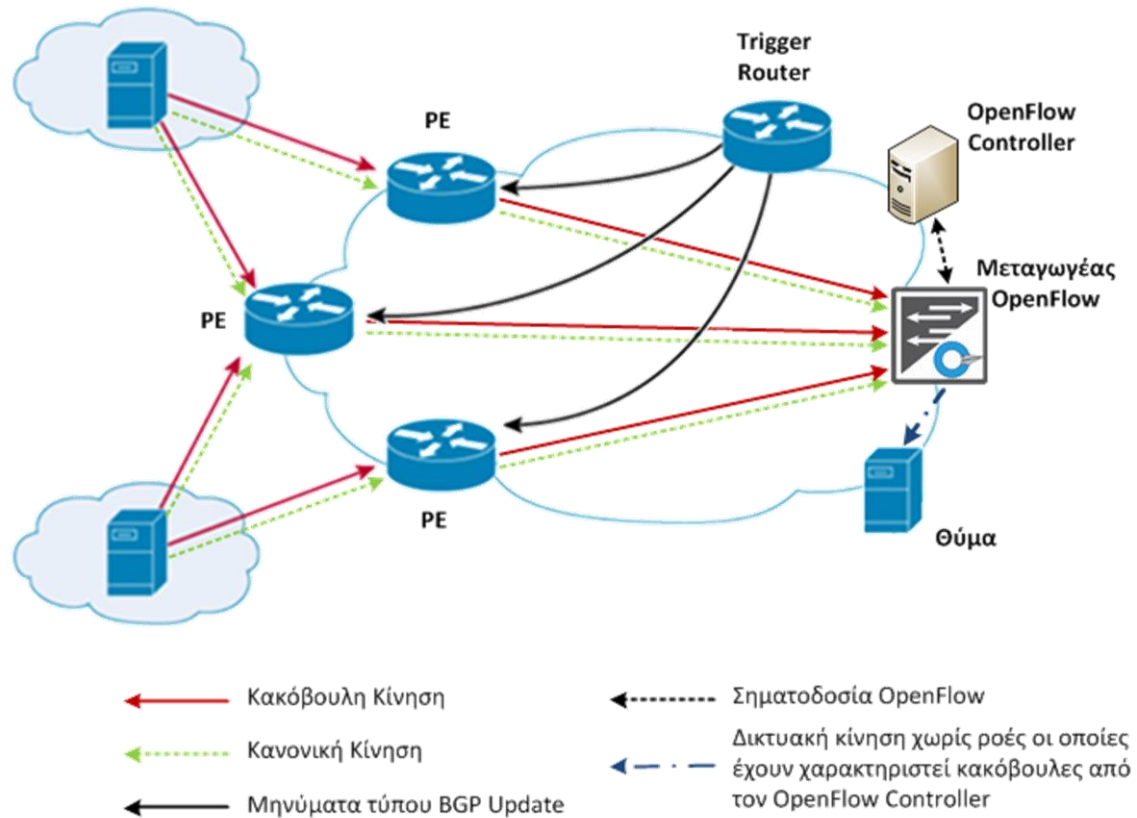 Trigger
Router
PE
OpenFlow
Controller
Μεταγωγέας
OpenFlow
PE
PE
Θύμα
Κακόβουλη Κίνηση
Κανονική Κίνηση
Μηνύματα τύπου BGP Update
Σηματοδοσία OpenFlow
Δικτυακή κίνηση χωρίς ροές οι οποίες
έχουν χαρακτηριστεί κακόβουλες από
τον OpenFlow Controller